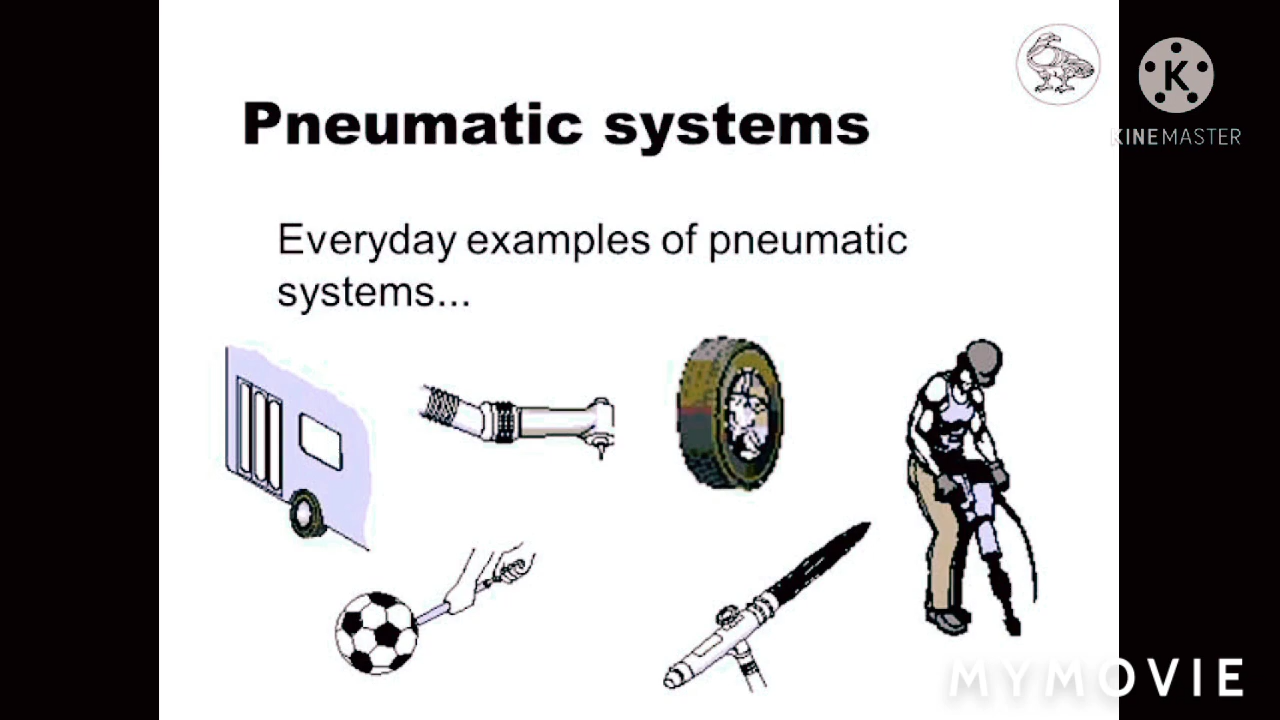 K
KINEMASTER
Pneumatic systems
Everyday examples of pneumatic
systems...
MYMOVIE